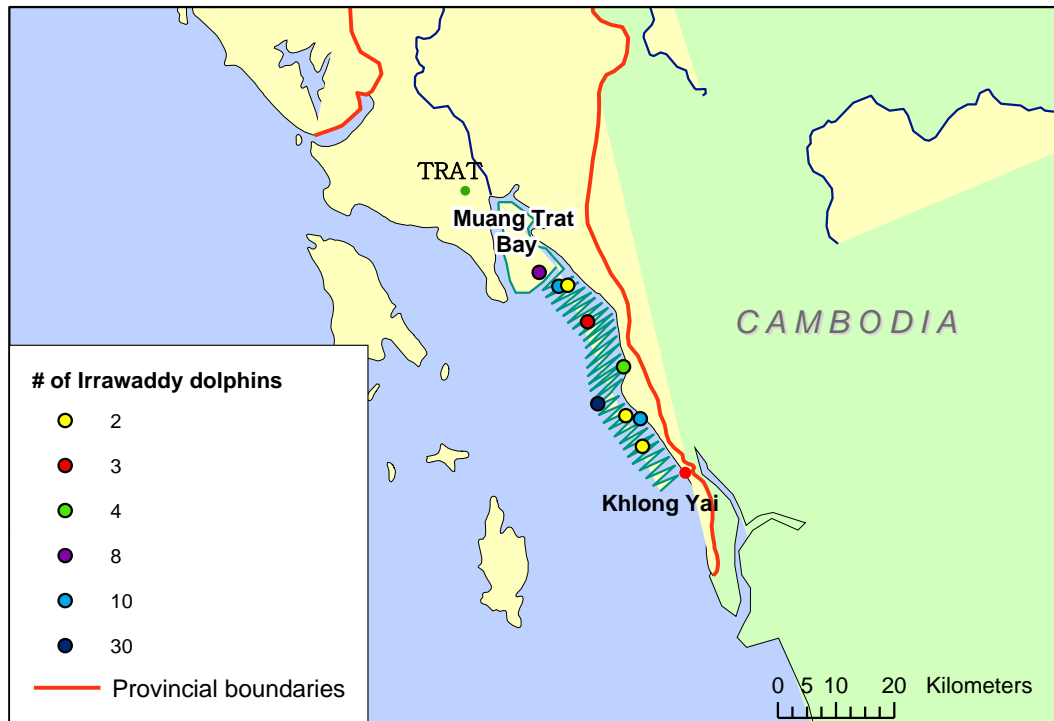 TRAT
Muang Trat
Bay
CAMBODIA
Khlong Yai
# of Irrawaddy dolphins
2
3
4
8
10
30
Provincial boundaries
0 5 10 20 Kilometers